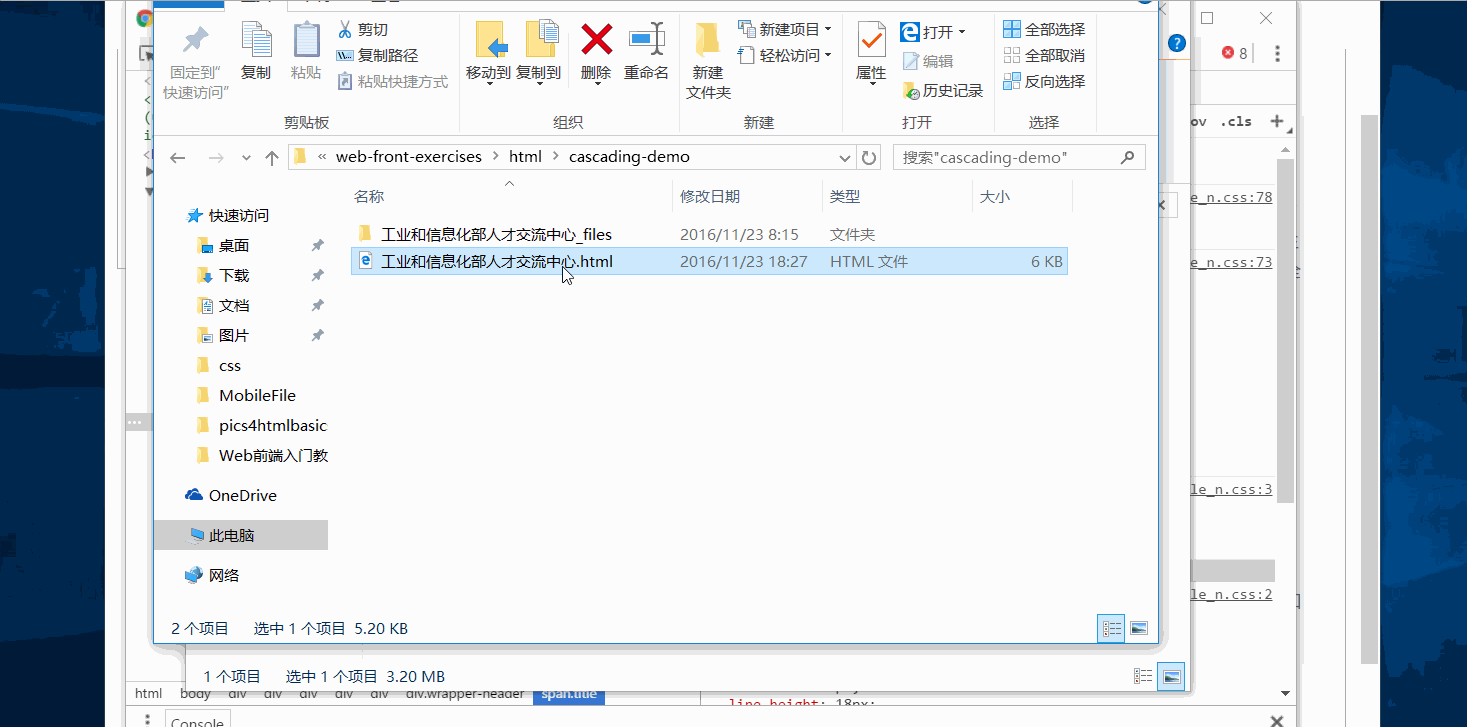 剪切
复制路径
粘贴快捷方式
固定到"
快速访问"
复制
粘贴
移动到
复制到
删除
重命名
新建
文件夹
新建项目
轻松访问
属性
打开
编辑
历史记录
全部选择
全部取消
反向选择
8
剪贴板
组织
新建
打开
选择
ov
.cls
« web-front-exercises > html > cascading-demo
搜索"cascading-demo"
名称
修改日期
类型
大小
工业和信息化部人才交流中心_files
2016/11/23 8:15
文件夹
工业和信息化部人才交流中心.html
2016/11/23 18:27
HTML 文件
6 KB
快速访问
桌面
下载
文档
图片
css
MobileFile
pics4htmlbasic
Web前端入门教
OneDrive
此电脑
网络
le_n.css:78
le_n.css:73
le_n.css:3
le_n.css:2
2 个项目
选中 1 个项目 5.20 KB
1 个项目
选中 1 个项目 3.20 MB
html body div div div div div div.wrapper-header span.title
line height: 18px;
Console